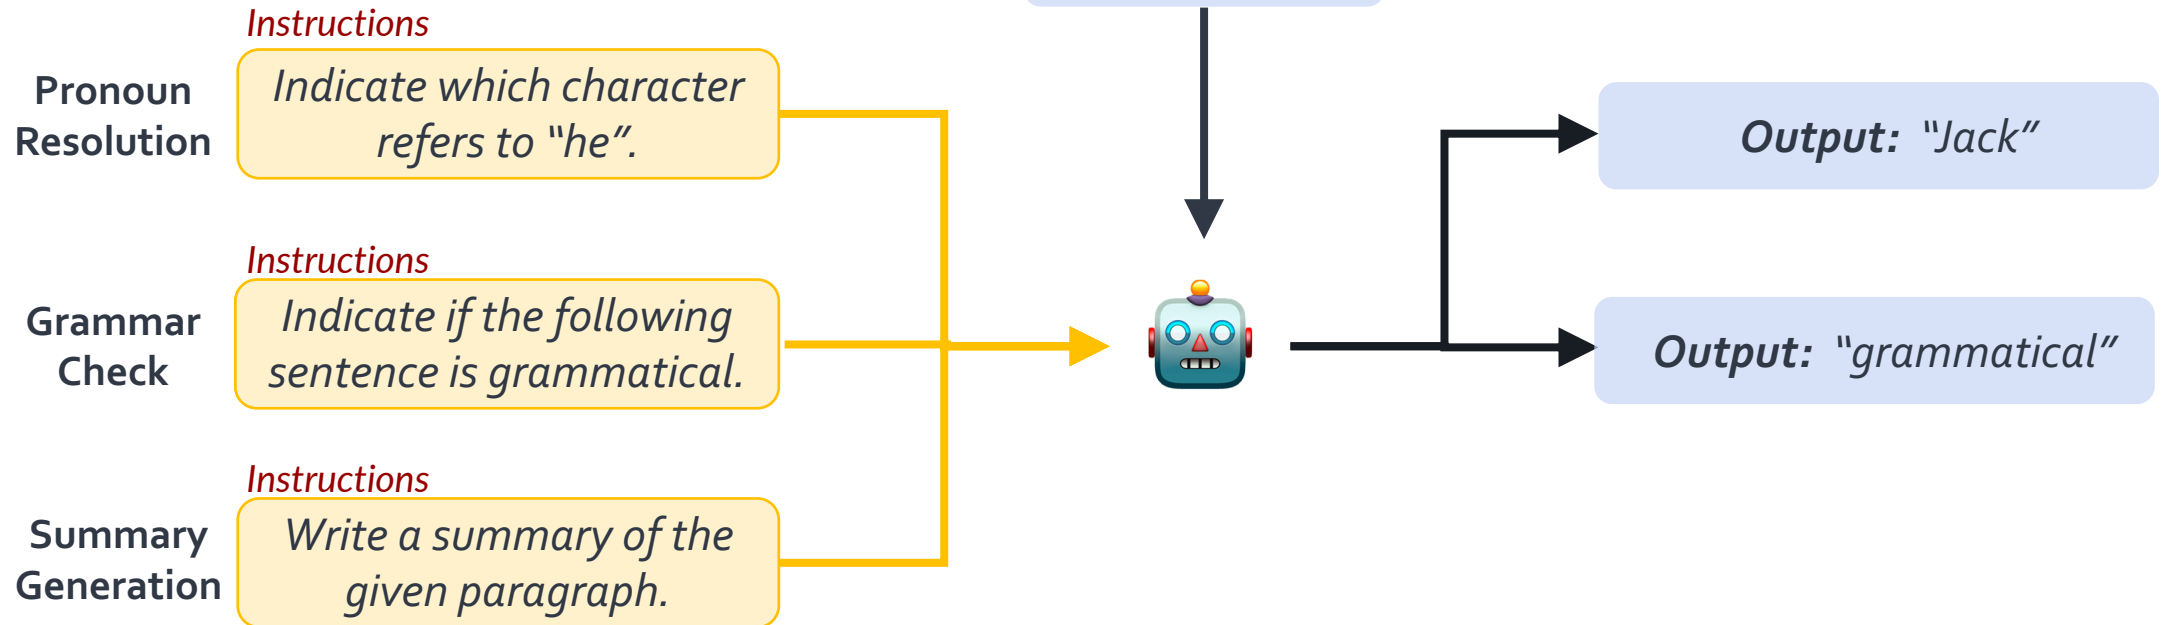 Instructions
Pronoun
Resolution
Indicate which character
refers to “he”.
Output: “Jack”
Instructions
Grammar
Check
Indicate if the following
sentence is grammatical.
Output: “grammatical”
Instructions
Summary
Generation
Write a summary of the
given paragraph.